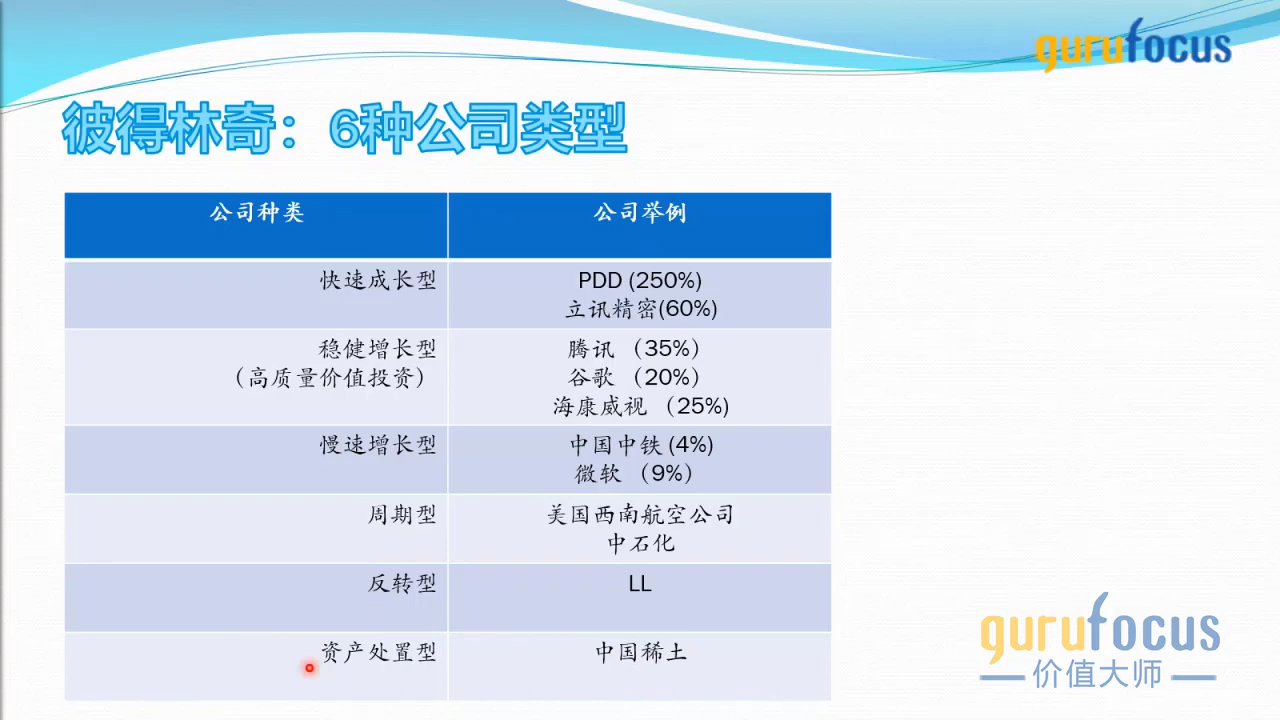 gurufocus
彼得林奇：6种公司类型
公司种类
公司举例
快速成长型
PDD (250%)
立讯精密(60%)
稳健增长型
（高质量价值投资）
腾讯 （35%）
谷歌 （20%）
海康威视 （25%)
慢速增长型
中国中铁 (4%)
微软 （9%）
周期型
美国西南航空公司
中石化
反转型
LL
资产处置型
中国稀土
gurufocus
价值大师